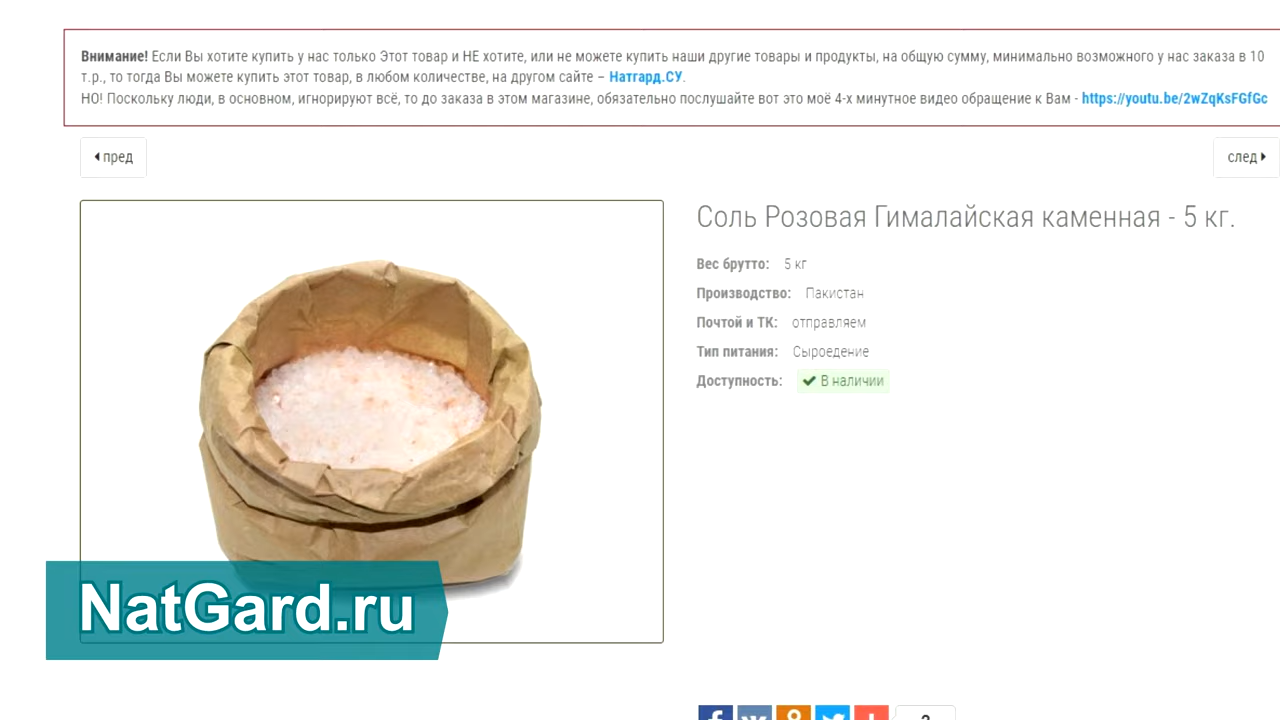 Внимание! Если Вы хотите купить у нас только Этот товар и НЕ хотите, или не можете купить наши другие товары и продукты, на общую сумму, минимально возможного у нас заказа в 10
т.р., то тогда Вы можете купить этот товар, в любом количестве, на другом сайте – Натгард.СУ.
НО! Поскольку люди, в основном, игнорируют всё, то до заказа в этом магазине, обязательно послушайте вот это моё 4-х минутное видео обращение к Вам - https://youtu.be/2wZqKsFGfGc
пред
след
Соль Розовая Гималайская каменная - 5 кг.
Вес брутто: 5 кг
Производство: Пакистан
Почтой и ТК: отправляем
Тип питания: Сыроедение
Доступность: В наличии
NatGard.ru